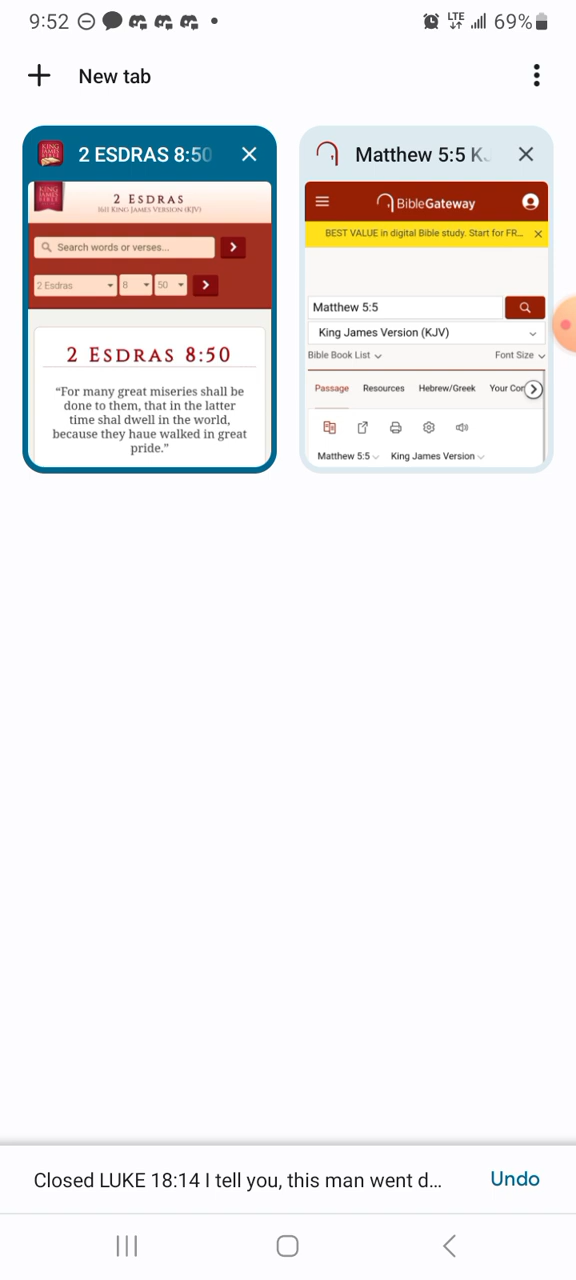 9:52
LTE
69%
+ New tab
2 ESDRAS 8:50
2 ESDRAS
1611 KING JAMES VERSION (KJV)
Search words or verses...
2 Esdras 8 50
2 ESDRAS 8:50
“For many great miseries shall be
done to them, that in the latter
time shal dwell in the world,
because they haue walked in great
pride.”
Matthew 5:5 K
BibleGateway
BEST VALUE in digital Bible study. Start for FR...
Matthew 5:5
King James Version (KJV)
Bible Book List Font Size
Passage Resources Hebrew/Greek Your Con
Matthew 5:5 King James Version
Closed LUKE 18:14 I tell you, this man went d... Undo